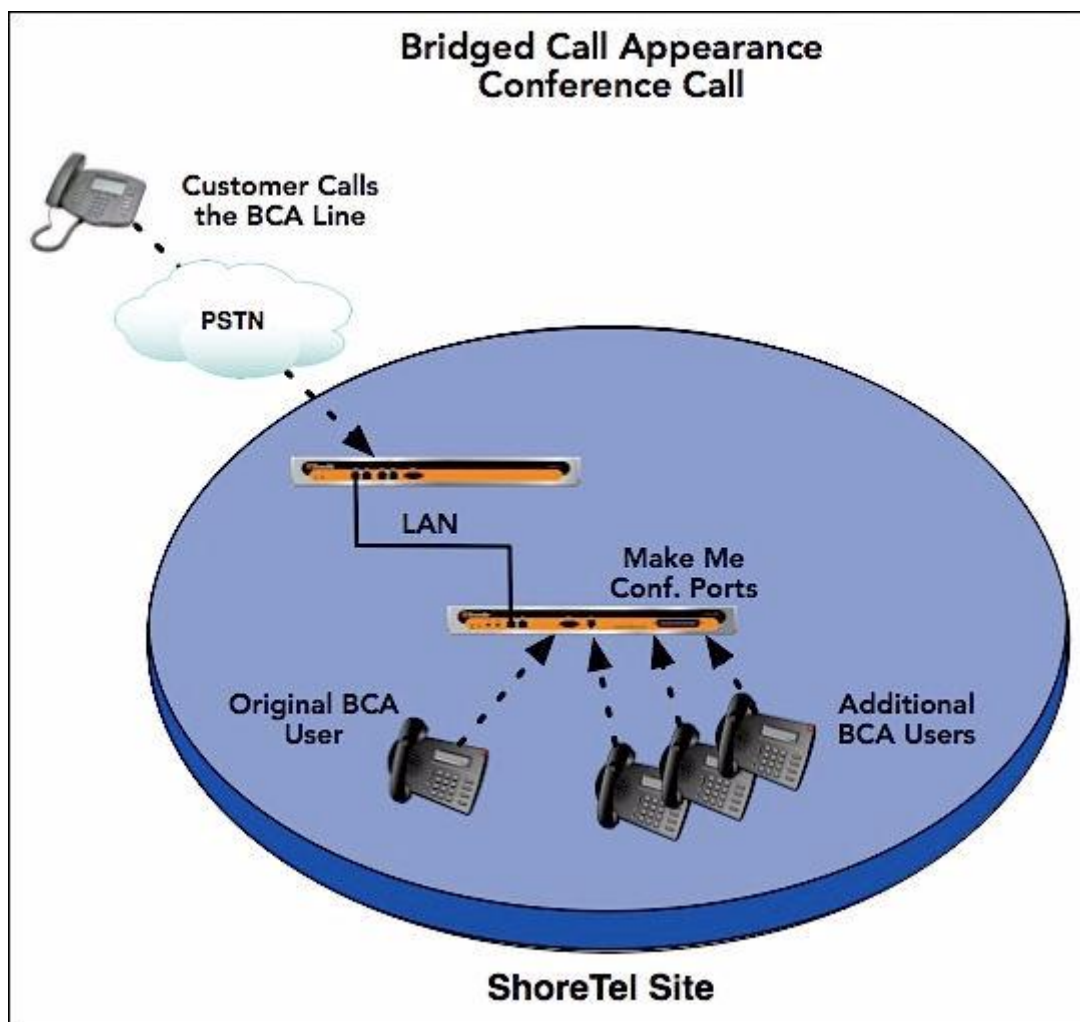 Bridged Call Appearance
Conference Call
Customer Calls
the BCA Line
PSTN
LAN
Make Me
Conf. Ports
Original BCA
User
Additional
BCA Users
ShoreTel Site